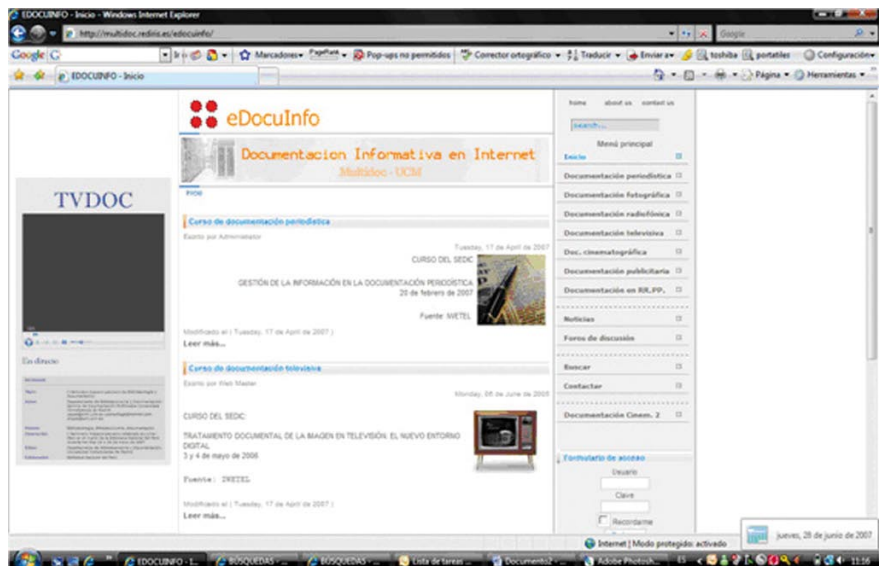 EDOCUINFO - Inicio - Windows Internet Explorer
http://multidoc.rediris.es/edocuinfo/
Google
Google
Marcadores
PageRank
Pop-ups no permitidos
Corrector ortográfico
Traducir
Enviar a
toshiba
portatiles
Configuración
EDOCUINFO - Inicio
Página
Herramientas
TVDOC
En directo
eDocuInfo
Documentacion Informativa en Internet
Multidoc - UCM
Inicio
Curso de documentación periodística
Escrito por Administrator
Tuesday, 17 de April de 2007
CURSO DEL SEDIC
GESTIÓN DE LA INFORMACIÓN EN LA DOCUMENTACIÓN PERIODÍSTICA
20 de febrero de 2007
Fuente IWETEL
Modificado el ( Tuesday, 17 de April de 2007 )
Leer más...
Curso de documentación televisiva
Escrito por Web Master
Monday, 05 de June de 2006
CURSO DEL SEDIC:
TRATAMIENTO DOCUMENTAL DE LA IMAGEN EN TELEVISIÓN: EL NUEVO ENTORNO
DIGITAL
3 y 4 de mayo de 2006
Fuente: IWETEL
Modificado el ( Tuesday, 17 de April de 2007 )
Leer más...
home about us contact us
search...
Menú principal
Inicio
Documentación periodística
Documentación fotográfica
Documentación radiofónica
Documentación televisiva
Doc. cinematográfica
Documentación publicitaria
Documentación en RR.PP.
Noticias
Foros de discusión
Buscar
Contactar
Documentación Cinem. 2
Formulario de acceso
Usuario
Clave
Recordarme
Internet | Modo protegido: activado
jueves, 28 de junio de 2007
EDOCUINFO - I...
BÚSQUEDAS - ...
BÚSQUEDAS - ...
Lista de tareas ...
Documento2 - ...
Adobe Photosh...
ES
11:16